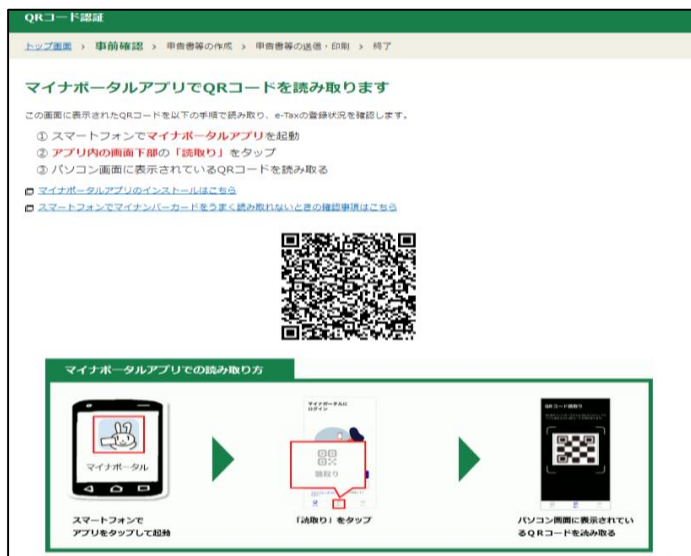 QRコード認証
トップ画面 › 事前確認 › 申告書等の作成 › 申告書等の送信・印刷 › 終了
マイナポータルアプリでQRコードを読み取ります
この画面に表示されたQRコードを以下の手順で読み取り、e-Taxの登録状況を確認します。
① スマートフォンでマイナポータルアプリを起動
② アプリ内の画面下部の「読取り」をタップ
③ パソコン画面に表示されているQRコードを読み取る
マイナポータルアプリのインストールはこちら
スマートフォンでマイナンバーカードをうまく読み取れないときの確認事項はこちら
マイナポータルアプリでの読み取り方
マイナポータル
マイナポータルに
ログイン
読取り
QRコード読取り
スマートフォンで
アプリをタップして起動
「読取り」をタップ
パソコン画面に表示されてい
るQRコードを読み取る